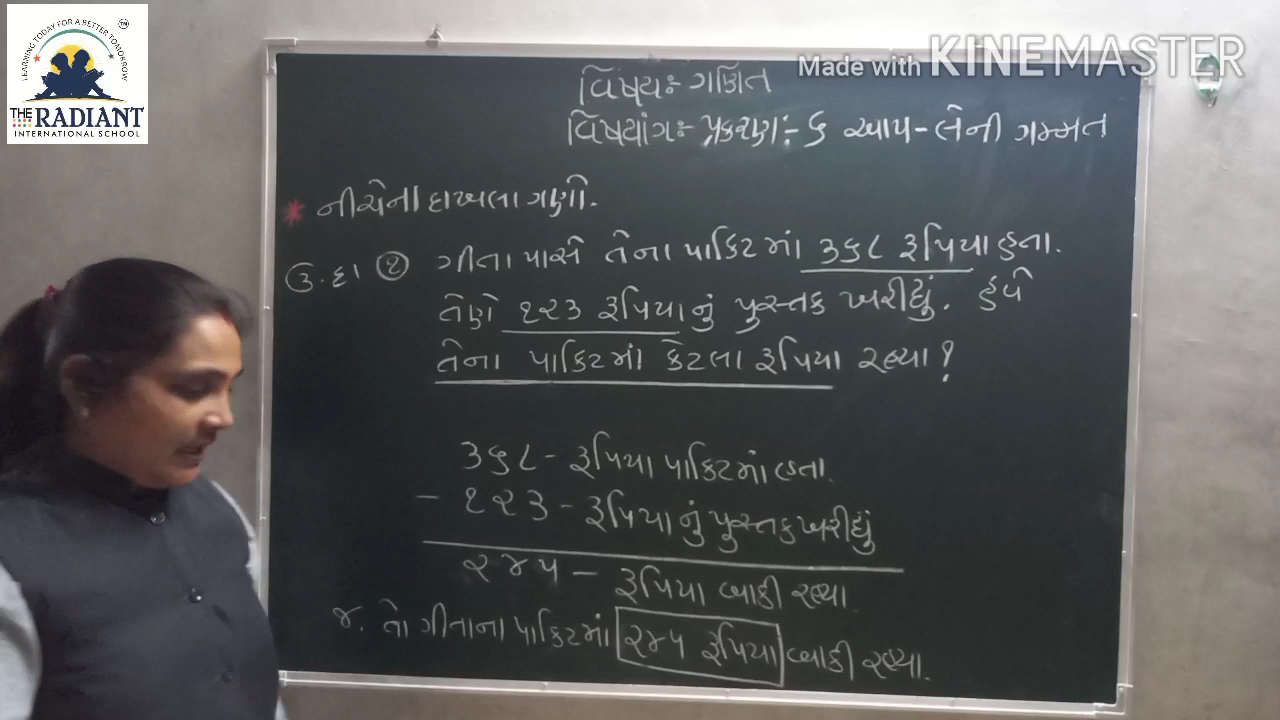 LEARNING TODAY FOR A BETTER TOMORROW
TM
THE RADIANT
INTERNATIONAL SCHOOL
Made with KINEMASTER
વિષયઃ- ગણિત
વિષયાંગઃ- પ્રકરણઃ- ૬ આપ-લેની ગમ્મત
* નીચેના દાખલા ગણો.
ઉ.દા ૧ ગીતા પાસે તેના પાકિટમાં ૩૬૮ રૂપિયા હતા.
તેણે ૧૨૩ રૂપિયાનું પુસ્તક ખરીદ્યું. હવે
તેના પાકિટમાં કેટલા રૂપિયા રહ્યા?
૩૬૮ - રૂપિયા પાકિટમાં હતા.
- ૧૨૩ - રૂપિયાનું પુસ્તક ખરીદ્યું
૨૪૫ - રૂપિયા બાકી રહ્યા
જ. તો ગીતાના પાકિટમાં ૨૪૫ રૂપિયા બાકી રહ્યા.